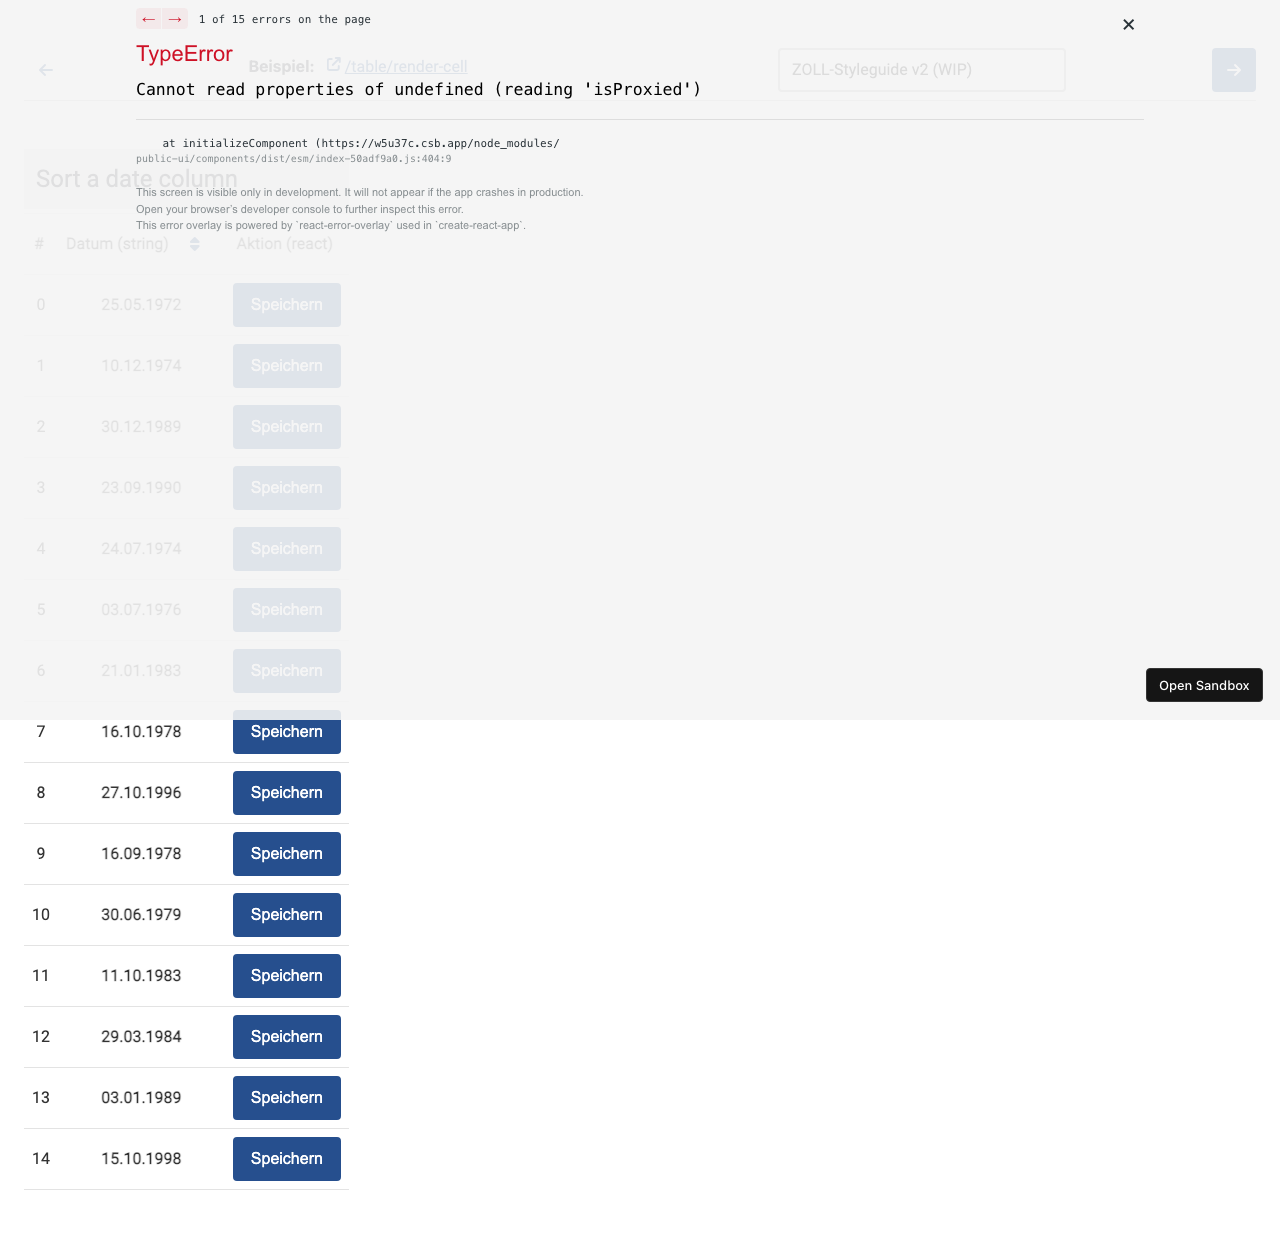 ← → 1 of 15 errors on the page
×
TypeError
← Beispiel: /table/render-cell ZOLL-Styleguide v2 (WIP) →
Cannot read properties of undefined (reading 'isProxied')
at initializeComponent (https://w5u37c.csb.app/node_modules/
public-ui/components/dist/esm/index-50adf9a0.js:404:9
Sort a date column
This screen is visible only in development. It will not appear if the app crashes in production.
Open your browser’s developer console to further inspect this error.
This error overlay is powered by `react-error-overlay` used in `create-react-app`.
# Datum (string) Aktion (react)
0 25.05.1972 Speichern
1 10.12.1974 Speichern
2 30.12.1989 Speichern
3 23.09.1990 Speichern
4 24.07.1974 Speichern
5 03.07.1976 Speichern
6 21.01.1983 Speichern
Open Sandbox
7 16.10.1978 Speichern
8 27.10.1996 Speichern
9 16.09.1978 Speichern
10 30.06.1979 Speichern
11 11.10.1983 Speichern
12 29.03.1984 Speichern
13 03.01.1989 Speichern
14 15.10.1998 Speichern